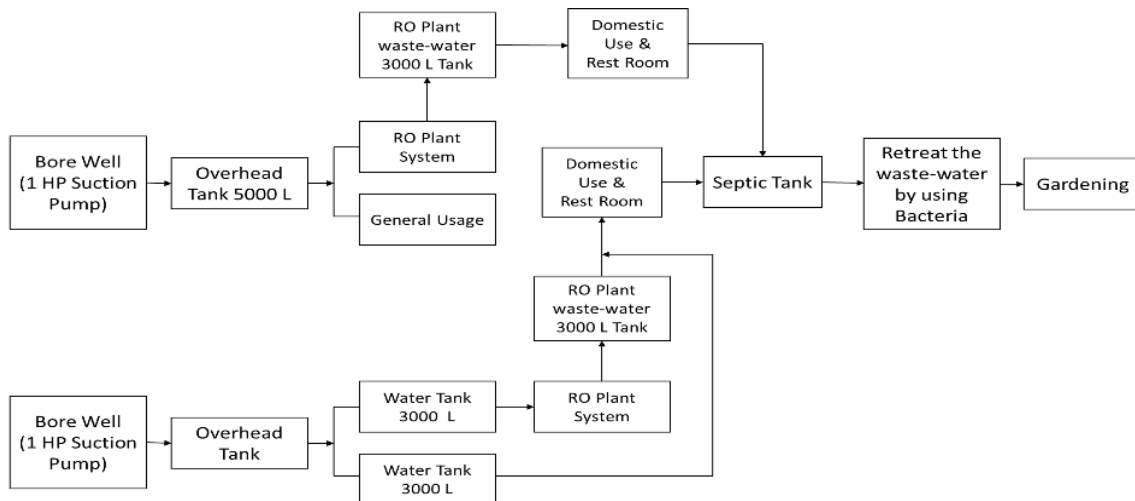 RO Plant
waste-water
3000 L Tank
Domestic
Use &
Rest Room
Bore Well
(1 HP Suction
Pump)
Overhead
Tank 5000 L
RO Plant
System
General Usage
Domestic
Use &
Rest Room
Septic Tank
Retreat the
waste-water
by using
Bacteria
Gardening
RO Plant
waste-water
3000 L Tank
Bore Well
(1 HP Suction
Pump)
Overhead
Tank
Water Tank
3000 L
RO Plant
System
Water Tank
3000 L